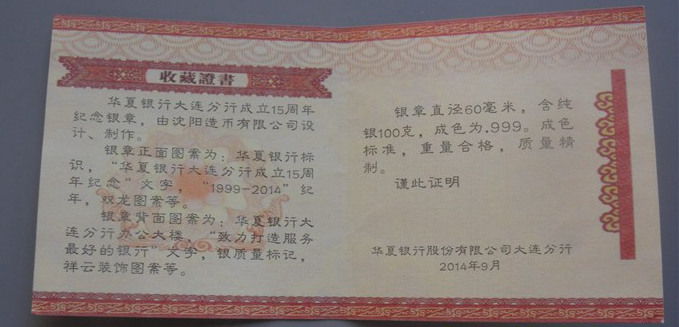 收藏證書
华夏银行大连分行成立15周年
纪念银章，由沈阳造币有限公司设
计、制作。
银章正面图案为：华夏银行标
识，“华夏银行大连分行成立15周
年纪念”文字，“1999-2014”纪
年，双龙图案等。
银章背面图案为：华夏银行大
连分行办公大楼，“致力打造服务
最好的银行”文字，银质量标记，
祥云装饰图案等。
银章直径60毫米，含纯
银100克，成色为.999。成色
标准，重量合格，质量精
制。
谨此证明
华夏银行股份有限公司大连分行
2014年9月